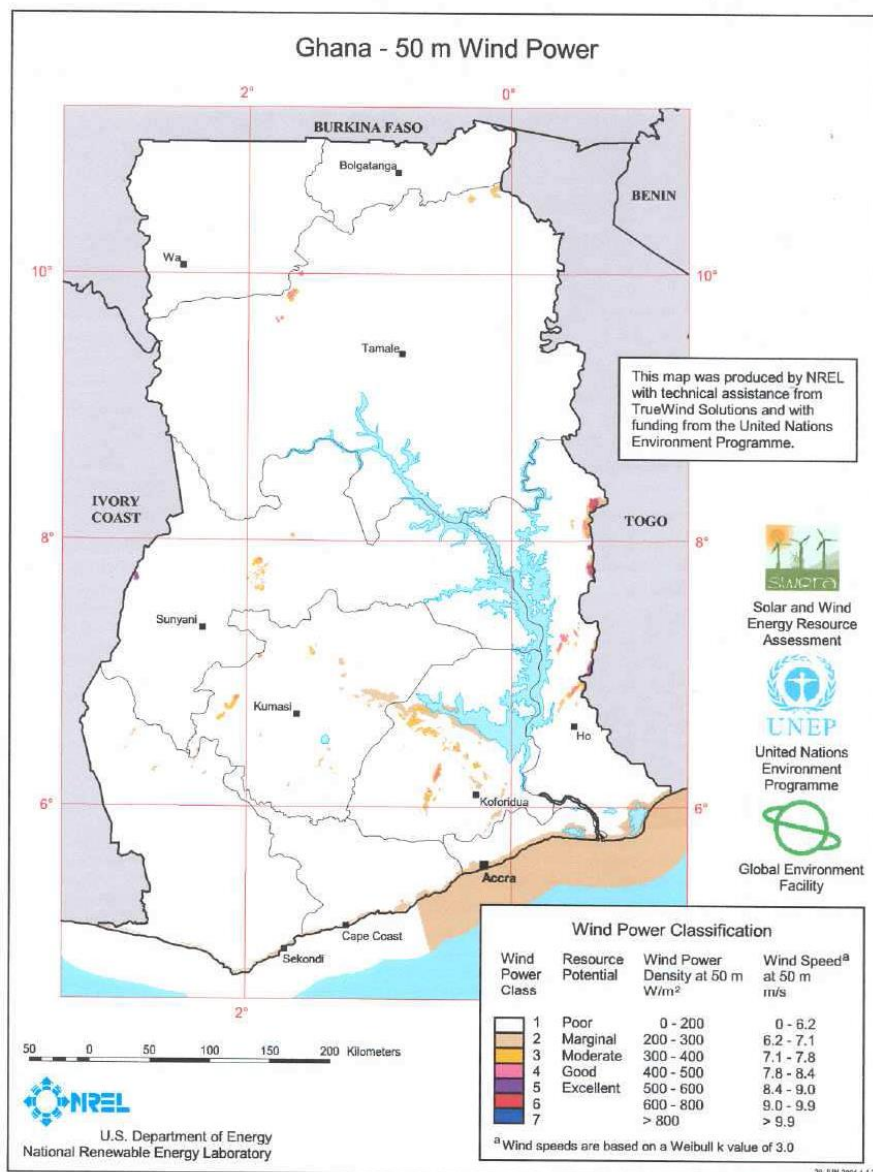 Ghana - 50 m Wind Power
2° 0°
BURKINA FASO
Bolgatanga
BENIN
Wa
10° 10°
Tamale
This map was produced by NREL
with technical assistance from
TrueWind Solutions and with
funding from the United Nations
Environment Programme.
IVORY
COAST
TOGO
8° 8°
swera
Solar and Wind
Energy Resource
Assessment
Sunyani
Kumasi
Ho
UNEP
United Nations
Environment
Programme
6° 6°
Koforidua
Accra
Global Environment
Facility
Cape Coast
Sekondi
2°
Wind Power Classification
Wind Resource Wind Power Wind Speed a
Power Potential Density at 50 m at 50 m
Class W/m² m/s
1 Poor 0 - 200 0 - 6.2
2 Marginal 200 - 300 6.2 - 7.1
3 Moderate 300 - 400 7.1 - 7.8
4 Good 400 - 500 7.8 - 8.4
5 Excellent 500 - 600 8.4 - 9.0
6 600 - 800 9.0 - 9.9
7 > 800 > 9.9
a Wind speeds are based on a Weibull k value of 3.0
50 0 50 100 150 200 Kilometers
NREL
U.S. Department of Energy
National Renewable Energy Laboratory